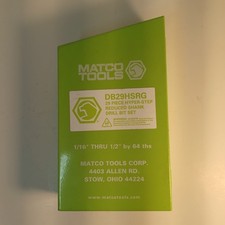 MATCO
TOOLS
DB29HSRG
29 PIECE HYPER-STEP
REDUCED SHANK
DRILL BIT SET
1/16" THRU 1/2" by 64 ths
MATCO TOOLS CORP.
4403 ALLEN RD.
STOW, OHIO 44224